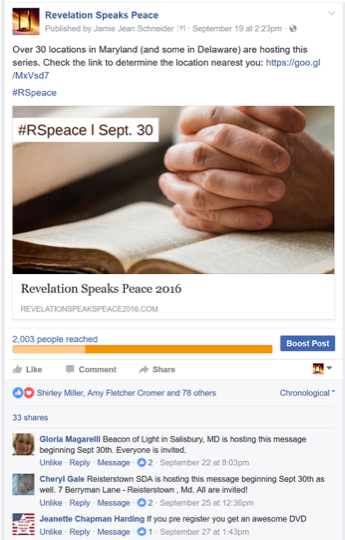 Revelation Speaks Peace
Published by Jamie Jean Schneider [?] · September 19 at 2:23pm ·
Over 30 locations in Maryland (and some in Delaware) are hosting this
series. Check the link to determine the location nearest you: https://goo.gl
/MxVsd7
#RSpeace
#RSpeace I Sept. 30
Revelation Speaks Peace 2016
REVELATIONSPEAKSPEACE2016.COM
2,003 people reached
Boost Post
Like Comment Share
Shirley Miller, Amy Fletcher Cromer and 78 others
Chronological
33 shares
Gloria Magarelli Beacon of Light in Salisbury, MD is hosting this message
beginning Sept 30th. Everyone is invited.
Unlike · Reply · Message · 2 · September 22 at 8:03pm
Cheryl Gale Reisterstown SDA is hosting this message beginning Sept 30th as
well. 7 Berryman Lane - Reisterstown , Md. All are invited!
Unlike · Reply · Message · 2 · September 25 at 12:36pm
Jeanette Chapman Harding If you pre register you get an awesome DVD
Unlike · Reply · Message · 1 · September 27 at 1:43pm